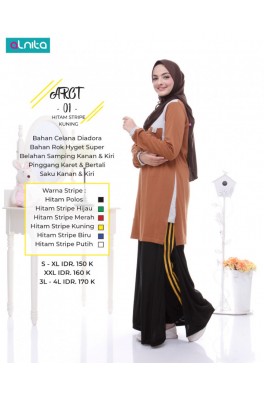 alnita
AROT
- 01 -
HITAM STRIPE
KUNING
Bahan Celana Diadora
Bahan Rok Hyget Super
Belahan Samping Kanan & Kiri
Pinggang Karet & Bertali
Saku Kanan & Kiri
Warna Stripe :
Hitam Polos
Hitam Stripe Hijau
Hitam Stripe Merah
Hitam Stripe Kuning
Hitam Stripe Biru
Hitam Stripe Putih
S - XL IDR. 150 K
XXL IDR. 160 K
3L - 4L IDR. 170 K